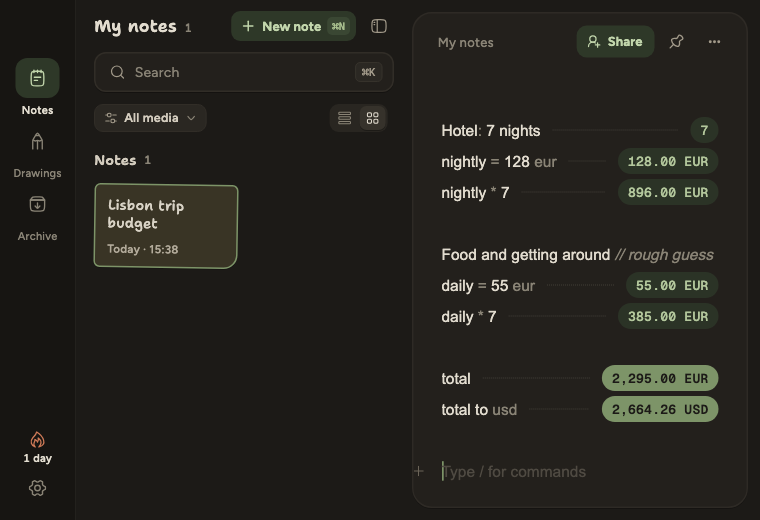 My notes 1
+ New note ⌘N
Search ⌘K
All media
Notes 1
Lisbon trip
budget
Today · 15:38
Notes
Drawings
Archive
1 day
My notes
Share
Hotel: 7 nights 7
nightly = 128 eur 128.00 EUR
nightly * 7 896.00 EUR
Food and getting around // rough guess
daily = 55 eur 55.00 EUR
daily * 7 385.00 EUR
total 2,295.00 EUR
total to usd 2,664.26 USD
Type / for commands